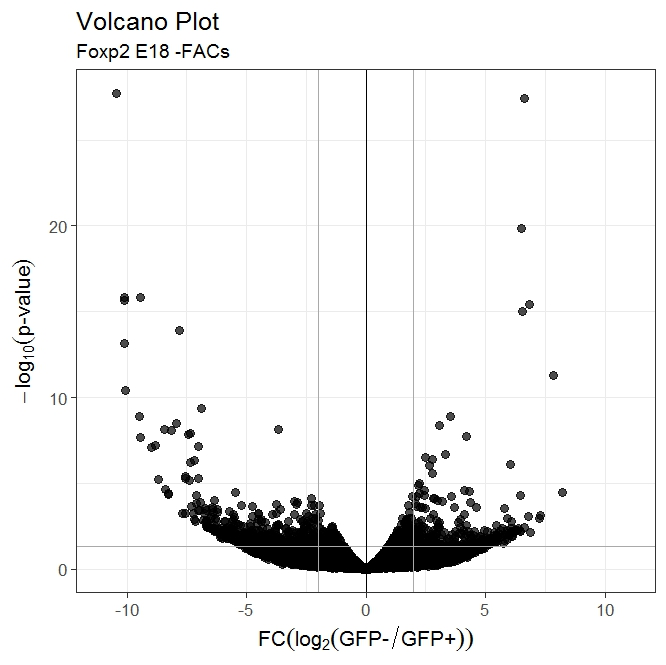 Volcano Plot
Foxp2 E18 -FACs
20
10
0
−log10(p-value)
-10 -5 0 5 10
FC(log2(GFP-/GFP+))